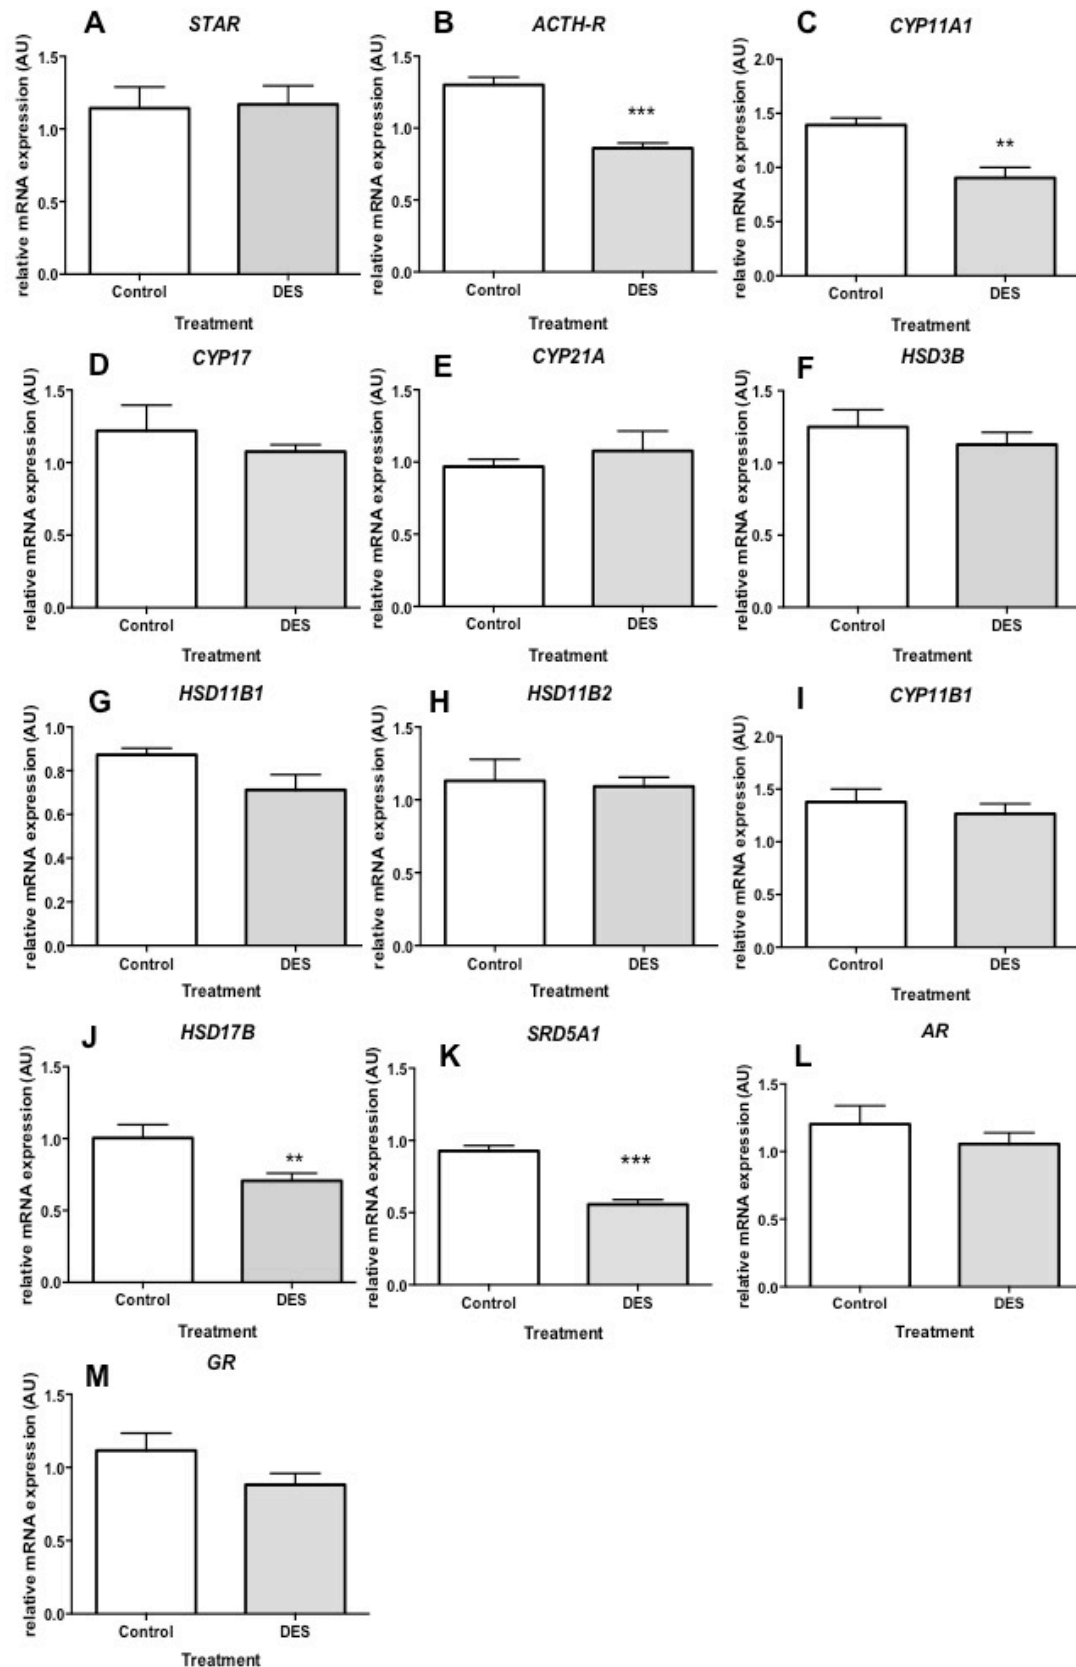 A STAR
relative mRNA expression (AU)
1.5
1.0
0.5
0.0
Control DES
Treatment
B ACTH-R
relative mRNA expression (AU)
1.5
1.0
0.5
0.0
***
Control DES
Treatment
C CYP11A1
relative mRNA expression (AU)
2.0
1.5
1.0
0.5
0.0
**
Control DES
Treatment
D CYP17
relative mRNA expression (AU)
1.5
1.0
0.5
0.0
Control DES
Treatment
E CYP21A
relative mRNA expression (AU)
1.5
1.0
0.5
0.0
Control DES
Treatment
F HSD3B
relative mRNA expression (AU)
1.5
1.0
0.5
0.0
Control DES
Treatment
G HSD11B1
relative mRNA expression (AU)
1.0
0.8
0.6
0.4
0.2
0.0
Control DES
Treatment
H HSD11B2
relative mRNA expression (AU)
1.5
1.0
0.5
0.0
Control DES
Treatment
I CYP11B1
relative mRNA expression (AU)
2.0
1.5
1.0
0.5
0.0
Control DES
Treatment
J HSD17B
relative mRNA expression (AU)
1.5
1.0
0.5
0.0
**
Control DES
Treatment
K SRD5A1
relative mRNA expression (AU)
1.5
1.0
0.5
0.0
***
Control DES
Treatment
L AR
relative mRNA expression (AU)
1.5
1.0
0.5
0.0
Control DES
Treatment
M GR
relative mRNA expression (AU)
1.5
1.0
0.5
0.0
Control DES
Treatment